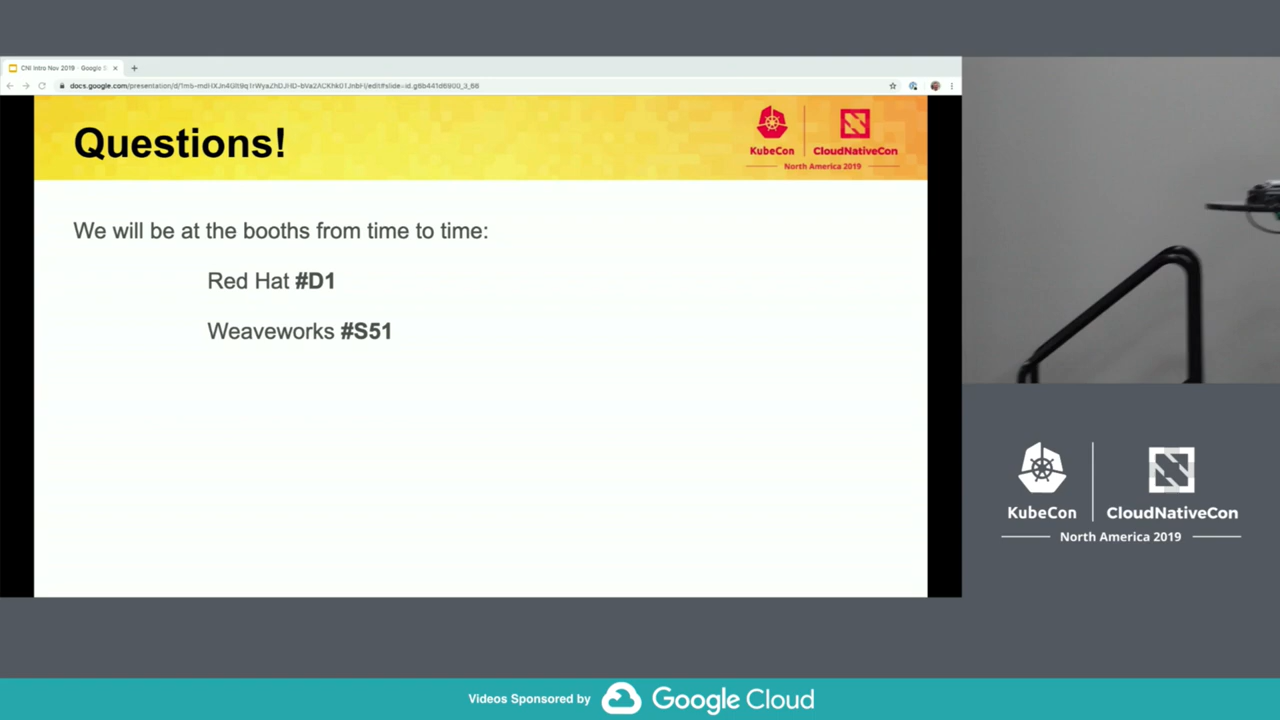 CNI Intro Nov 2019 - Google S
Questions!
KubeCon
CloudNativeCon
North America 2019
We will be at the booths from time to time:
Red Hat #D1
Weaveworks #S51
KubeCon
CloudNativeCon
North America 2019
Videos Sponsored by
Google Cloud